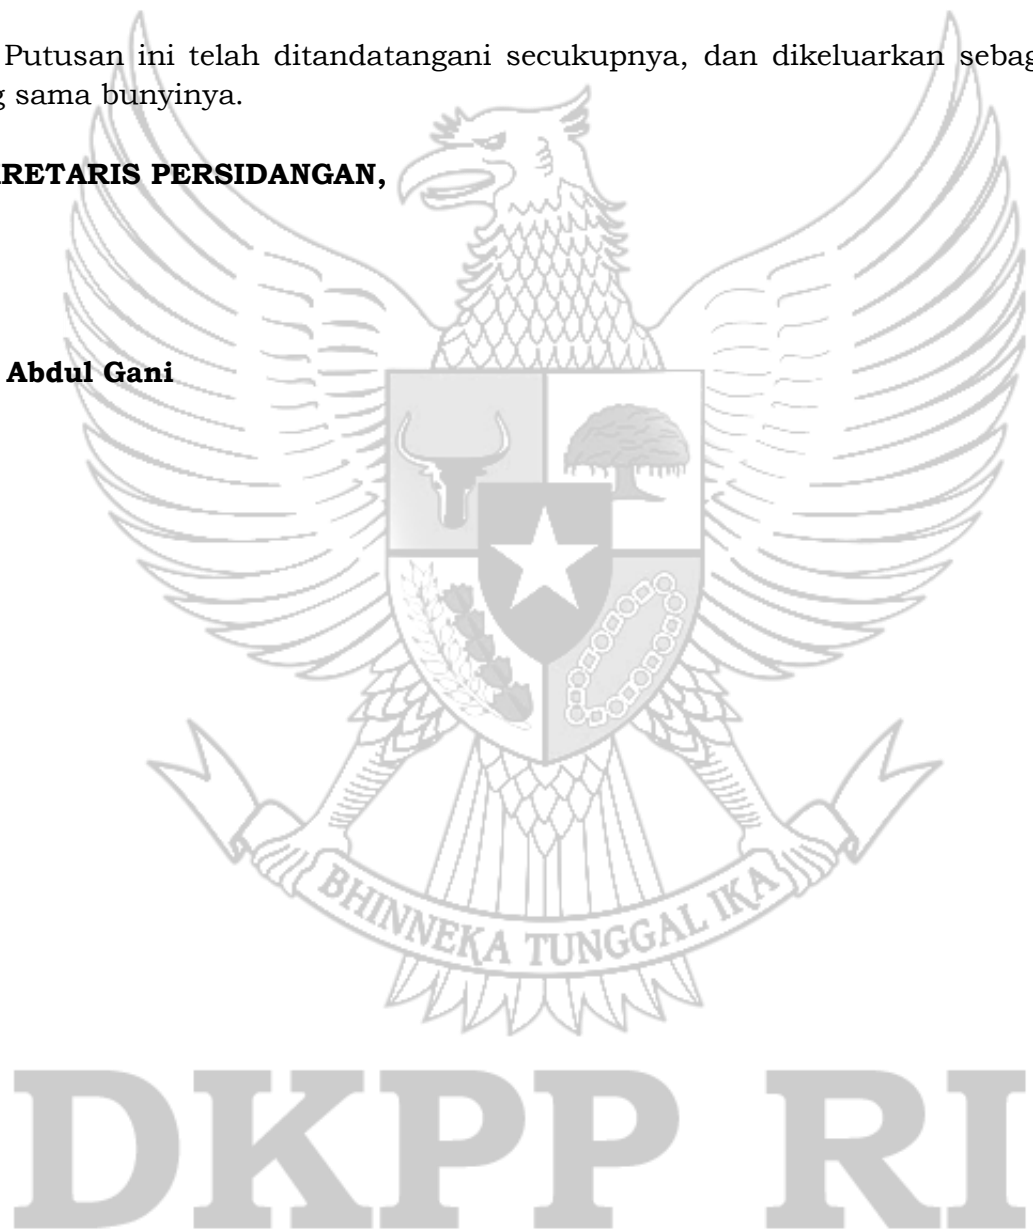 Putusan ini telah ditandatangani secukupnya, dan dikeluarkan sebag
g sama bunyinya.
RETARIS PERSIDANGAN,
Abdul Gani
BHINNEKA TUNGGAL IKA
DKPP RI